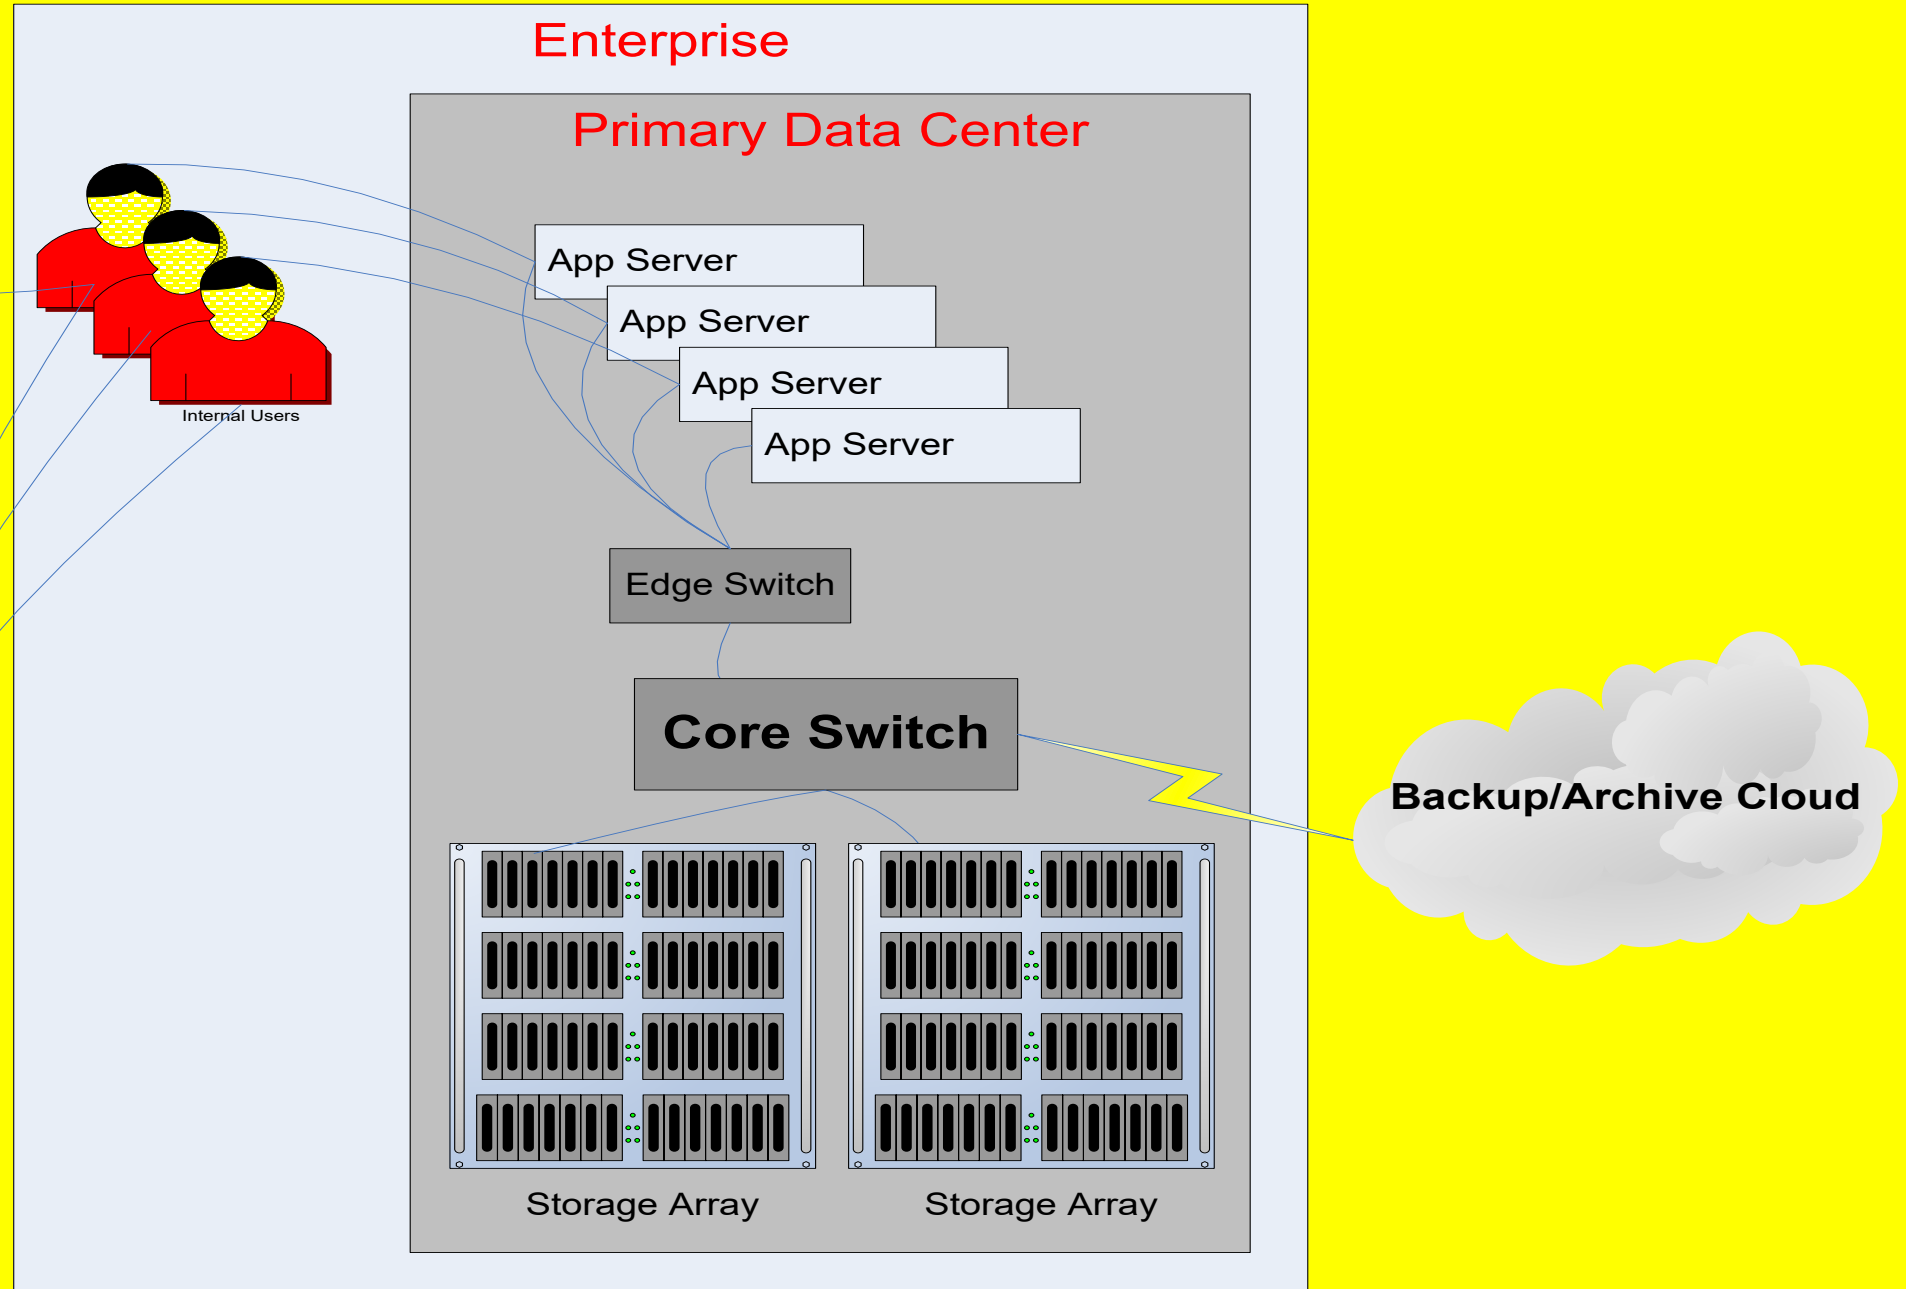 Enterprise
Primary Data Center
App Server
App Server
App Server
Internal Users
App Server
Edge Switch
Core Switch
Backup/Archive Cloud
Storage Array
Storage Array